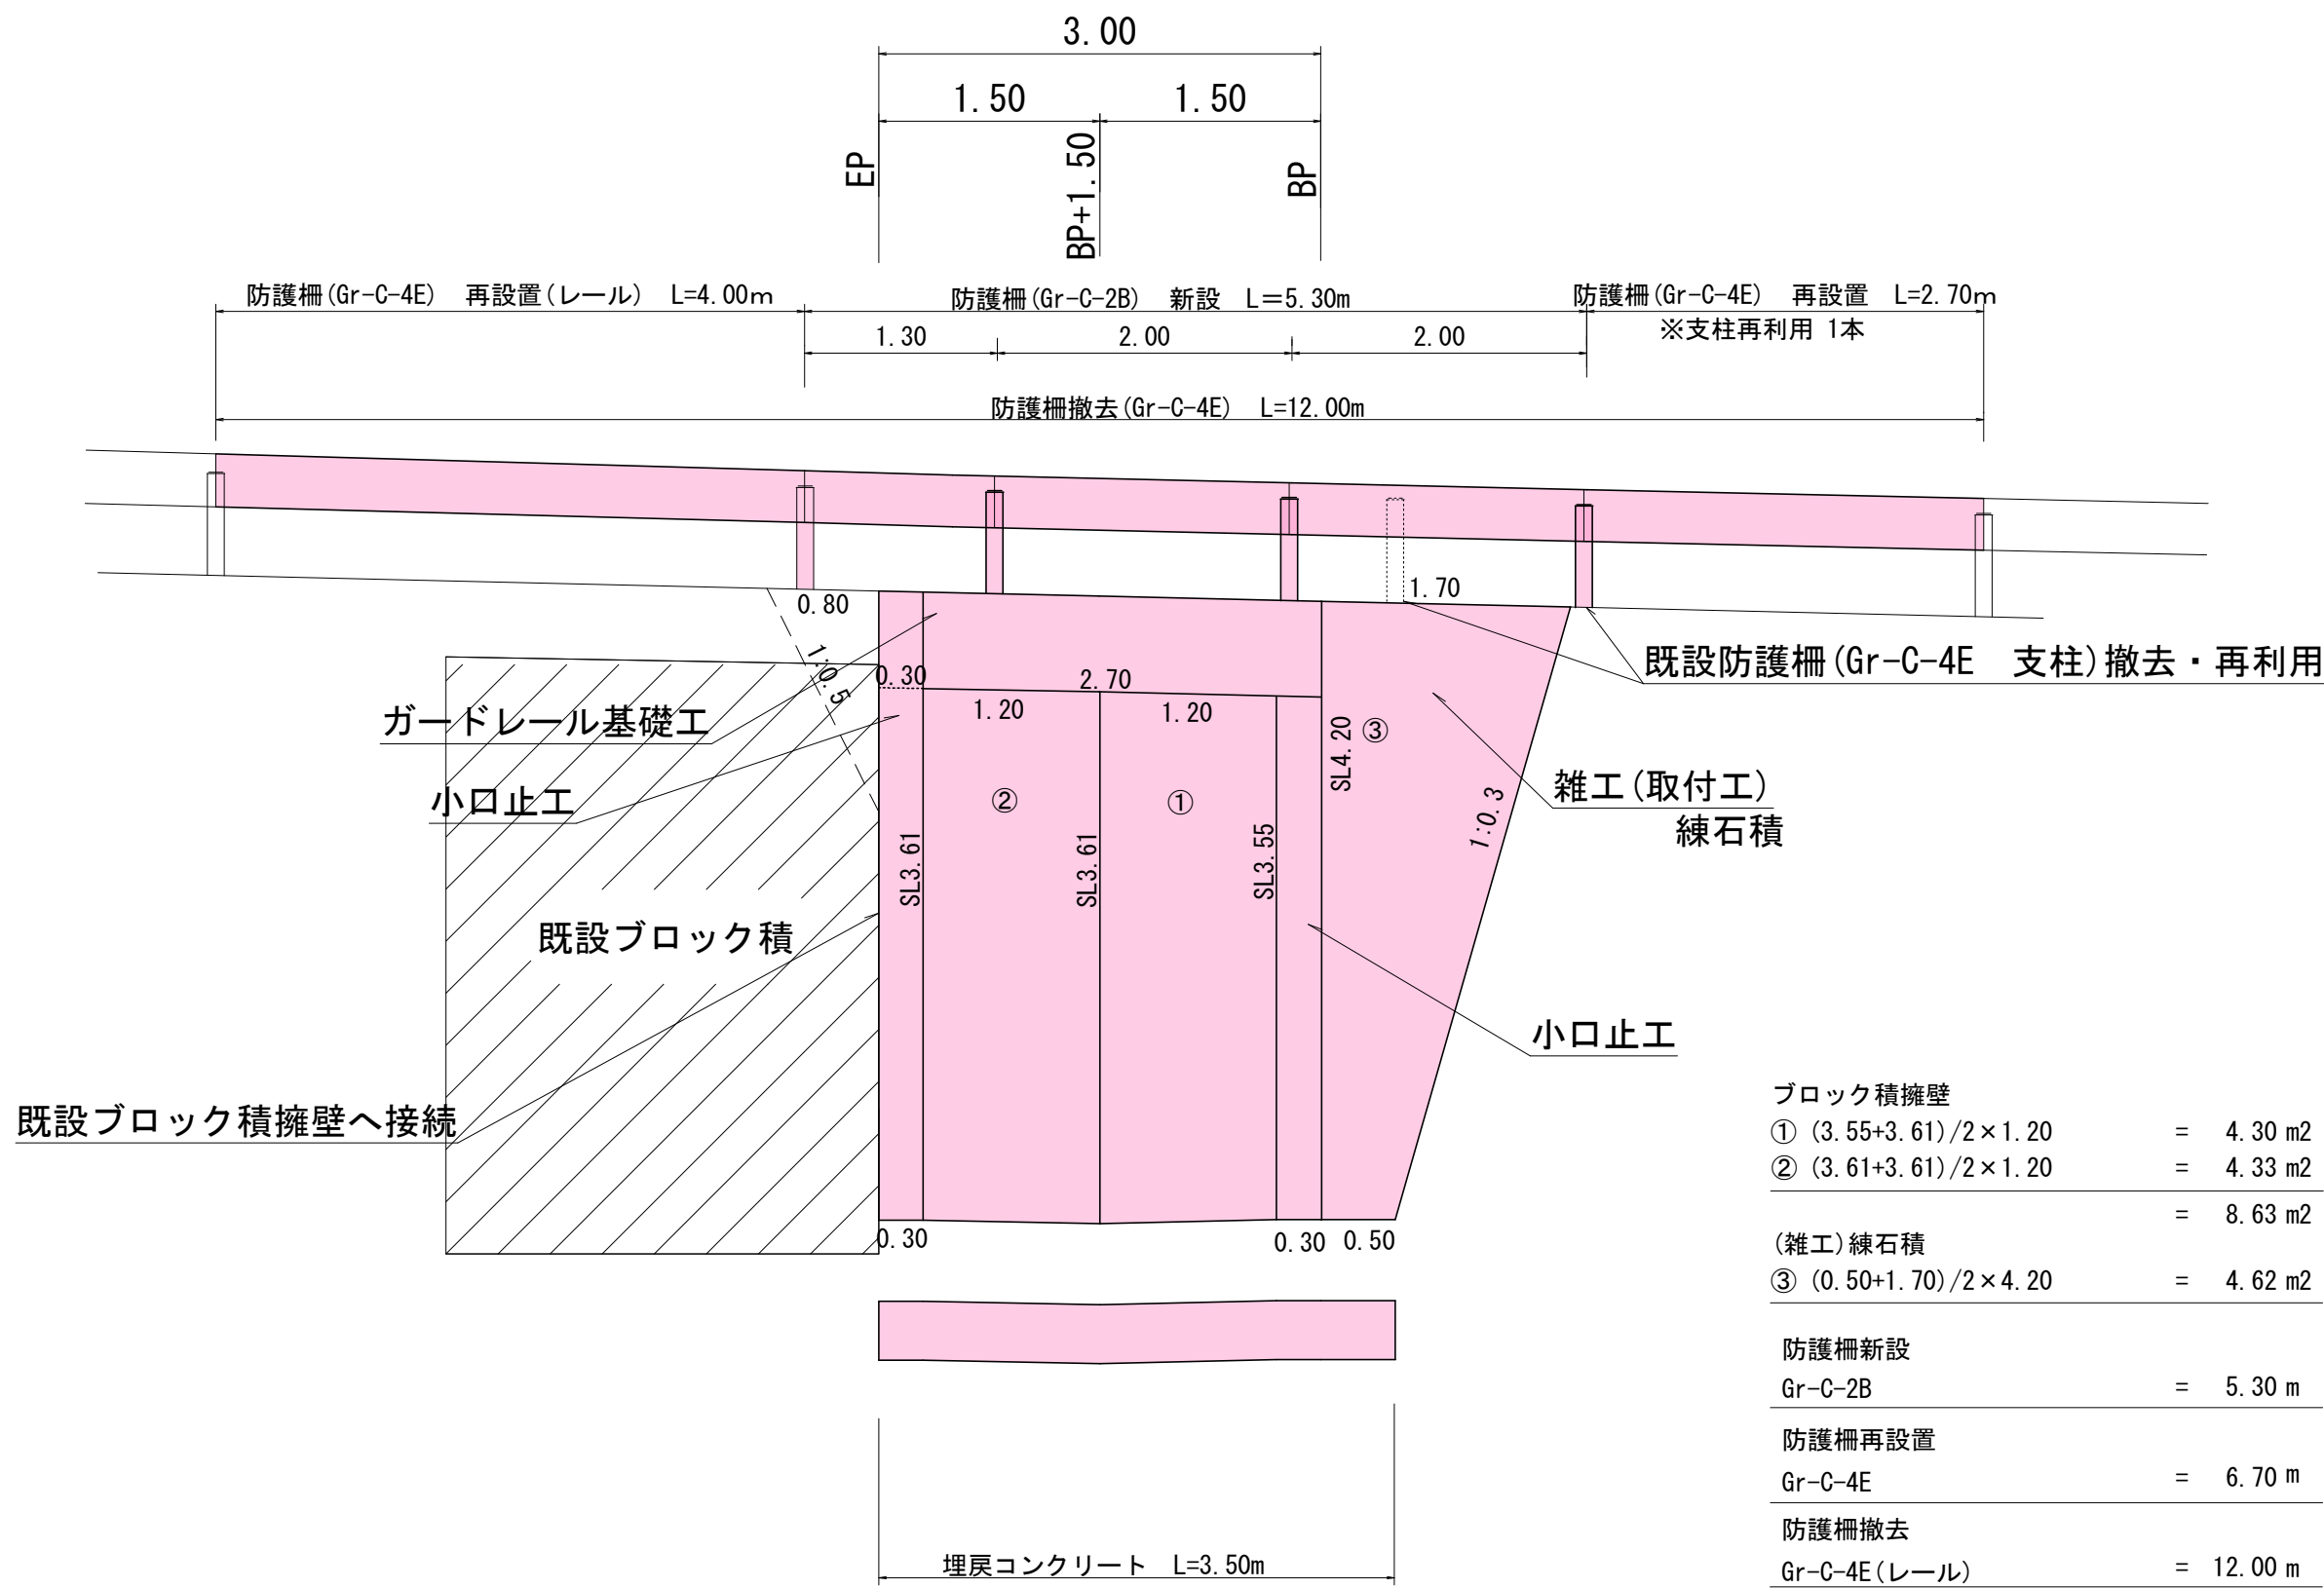 3.00
1.50
1.50
EP
BP+1.50
BP
防護柵(Gr-C-4E) 再設置(レール) L=4.00m
防護柵(Gr-C-2B) 新設 L=5.30m
防護柵(Gr-C-4E) 再設置 L=2.70m
※支柱再利用 1本
1.30
2.00
2.00
防護柵撤去(Gr-C-4E) L=12.00m
0.80
1.70
1:0.5
既設防護柵(Gr-C-4E 支柱)撤去・再利用
0.30
2.70
ガードレール基礎工
1.20
1.20
SL4.20
③
小口止工
②
①
雑工(取付工)
練石積
1:0.3
SL3.61
SL3.61
SL3.55
既設ブロック積
小口止工
既設ブロック積擁壁へ接続
0.30
0.30
0.50
ブロック積擁壁
① (3.55+3.61)/2×1.20 = 4.30 m2
② (3.61+3.61)/2×1.20 = 4.33 m2
= 8.63 m2
(雑工)練石積
③ (0.50+1.70)/2×4.20 = 4.62 m2
防護柵新設
Gr-C-2B = 5.30 m
防護柵再設置
Gr-C-4E = 6.70 m
防護柵撤去
Gr-C-4E(レール) = 12.00 m
埋戻コンクリート L=3.50m